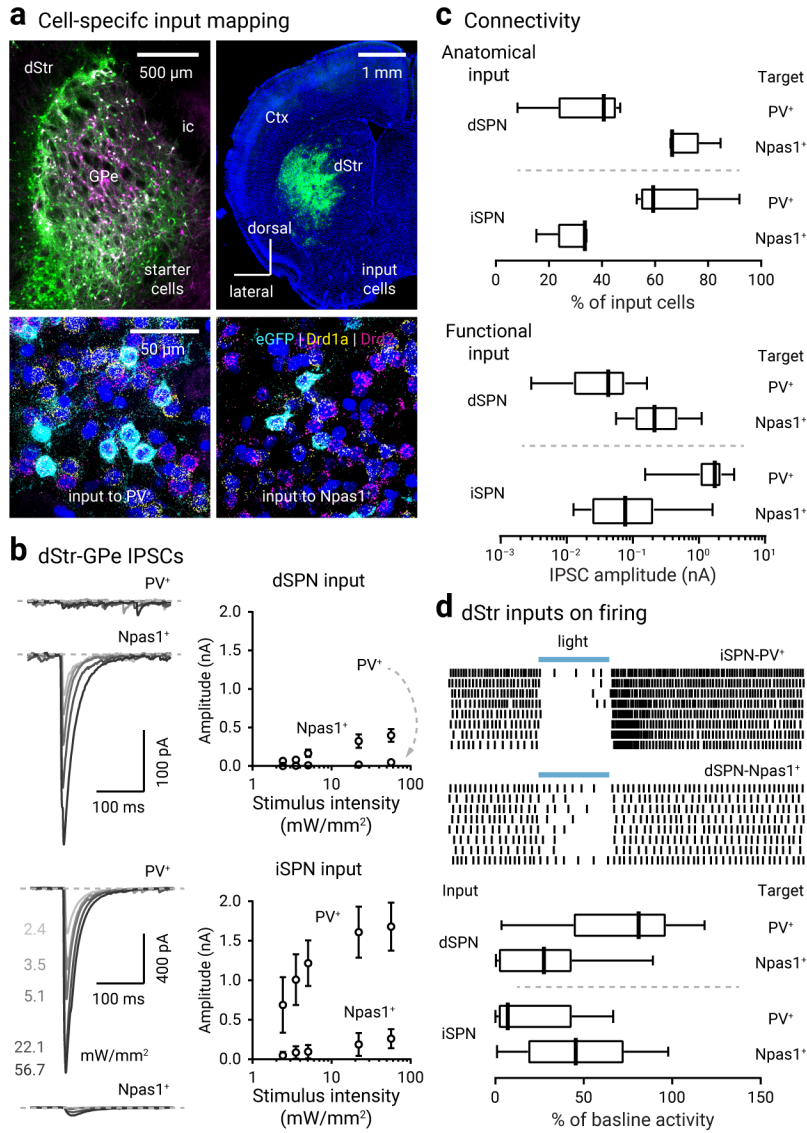 a Cell-specifc input mapping
dStr
500 µm
ic
GPe
starter
cells
1 mm
Ctx
dStr
dorsal
lateral
input
cells
50 µm
input to PV⁺
eGFP | Drd1a | Drd2
input to Npas1⁺
b dStr-GPe IPSCs
PV⁺
Npas1⁺
100 pA
100 ms
dSPN input
Amplitude (nA)
2.0
1.5
1.0
0.5
0.0
PV⁺
Npas1⁺
1 10 100
Stimulus intensity
(mW/mm²)
PV⁺
2.4
3.5
5.1
22.1
56.7
mW/mm²
400 pA
100 ms
Npas1⁺
iSPN input
Amplitude (nA)
2.0
1.5
1.0
0.5
0.0
PV⁺
Npas1⁺
1 10 100
Stimulus intensity
(mW/mm²)
c Connectivity
Anatomical
input
Target
dSPN
PV⁺
Npas1⁺
iSPN
PV⁺
Npas1⁺
0 20 40 60 80 100
% of input cells
Functional
input
Target
dSPN
PV⁺
Npas1⁺
iSPN
PV⁺
Npas1⁺
10⁻³ 10⁻² 10⁻¹ 10⁰ 10¹
IPSC amplitude (nA)
d dStr inputs on firing
light
iSPN-PV⁺
dSPN-Npas1⁺
Input
Target
dSPN
PV⁺
Npas1⁺
iSPN
PV⁺
Npas1⁺
0 50 100 150
% of basline activity